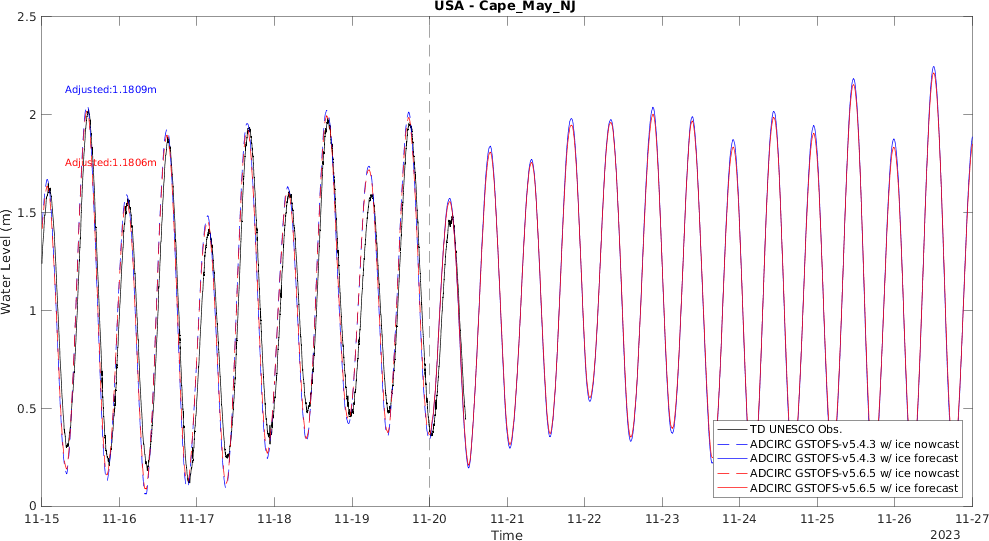 USA - Cape_May_NJ
2.5
2
1.5
1
0.5
0
Water Level (m)
Adjusted:1.1809m
Adjusted:1.1806m
TD UNESCO Obs.
ADCIRC GSTOFS-v5.4.3 w/ ice nowcast
ADCIRC GSTOFS-v5.4.3 w/ ice forecast
ADCIRC GSTOFS-v5.6.5 w/ ice nowcast
ADCIRC GSTOFS-v5.6.5 w/ ice forecast
11-15 11-16 11-17 11-18 11-19 11-20 11-21 11-22 11-23 11-24 11-25 11-26 11-27
Time
2023